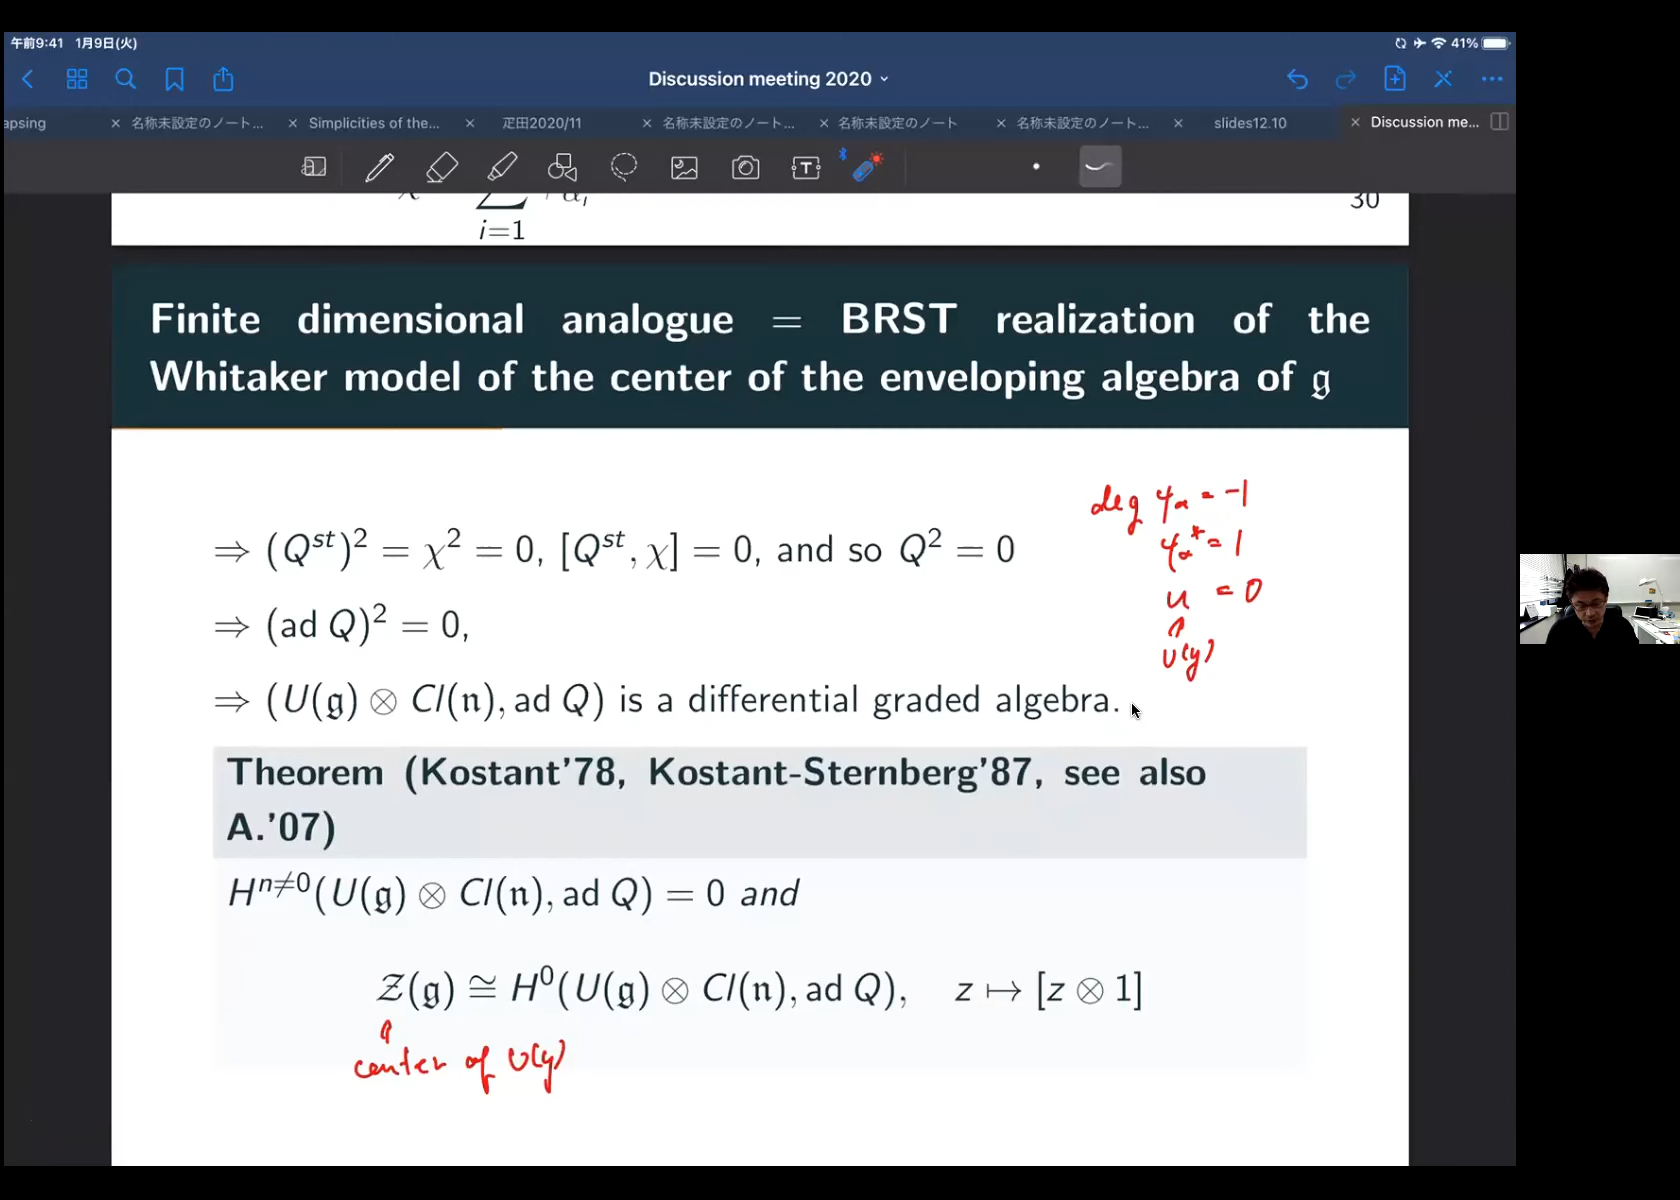 午前9:41 1月9日(火)
41%
Discussion meeting 2020
apsing
× 名称未設定のノート...
× Simplicities of the...
× 疋田2020/11
× 名称未設定のノート...
× 名称未設定のノート
× 名称未設定のノート...
× slides12.10
× Discussion me...
i=1
30
Finite dimensional analogue = BRST realization of the
Whitaker model of the center of the enveloping algebra of 𝔤
⇒ (Q^{st})² = χ² = 0, [Q^{st}, χ] = 0, and so Q² = 0
deg ψ_α = -1
ψ_α^* = 1
u = 0
↑
U(𝔤)
⇒ (ad Q)² = 0,
⇒ (U(𝔤) ⊗ Cl(𝔫), ad Q) is a differential graded algebra.
Theorem (Kostant'78, Kostant-Sternberg'87, see also
A.'07)
H^{n≠0}(U(𝔤) ⊗ Cl(𝔫), ad Q) = 0 and
𝒵(𝔤) ≅ H⁰(U(𝔤) ⊗ Cl(𝔫), ad Q), z ↦ [z ⊗ 1]
↑
center of U(𝔤)